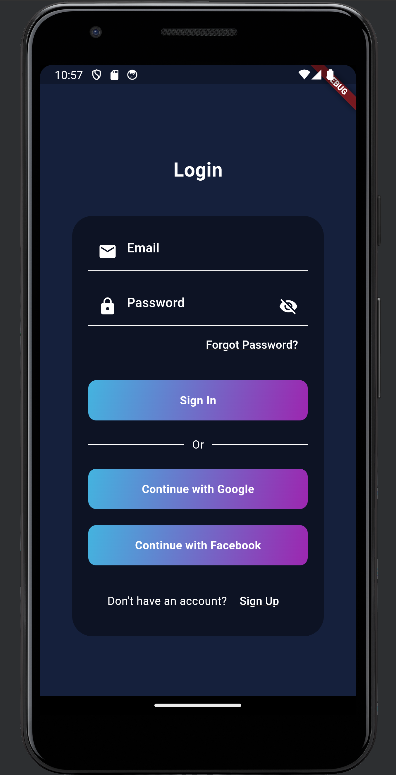 10:57
DEBUG
Login
Email
Password
Forgot Password?
Sign In
Or
Continue with Google
Continue with Facebook
Don't have an account? Sign Up